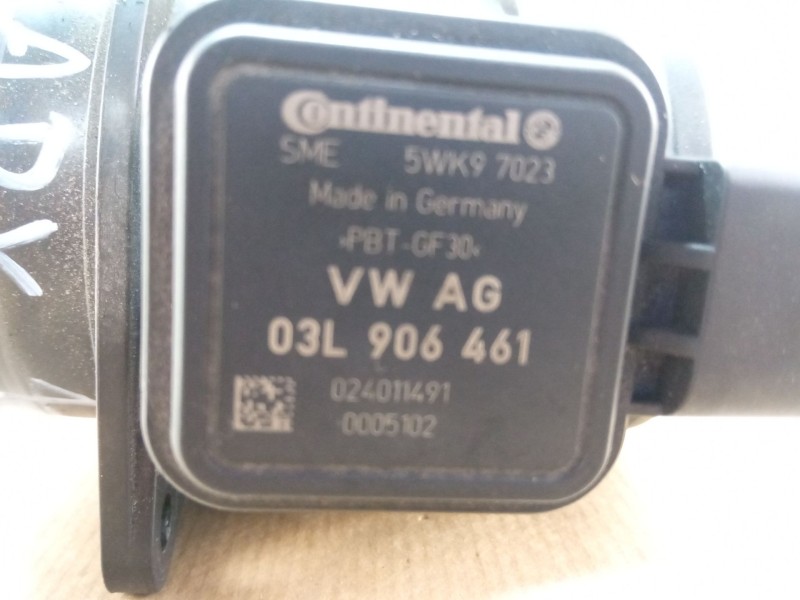 Continental
SME 5WK9 7023
Made in Germany
>PBT-GF30<
VW AG
03L 906 461
024011491
0005102